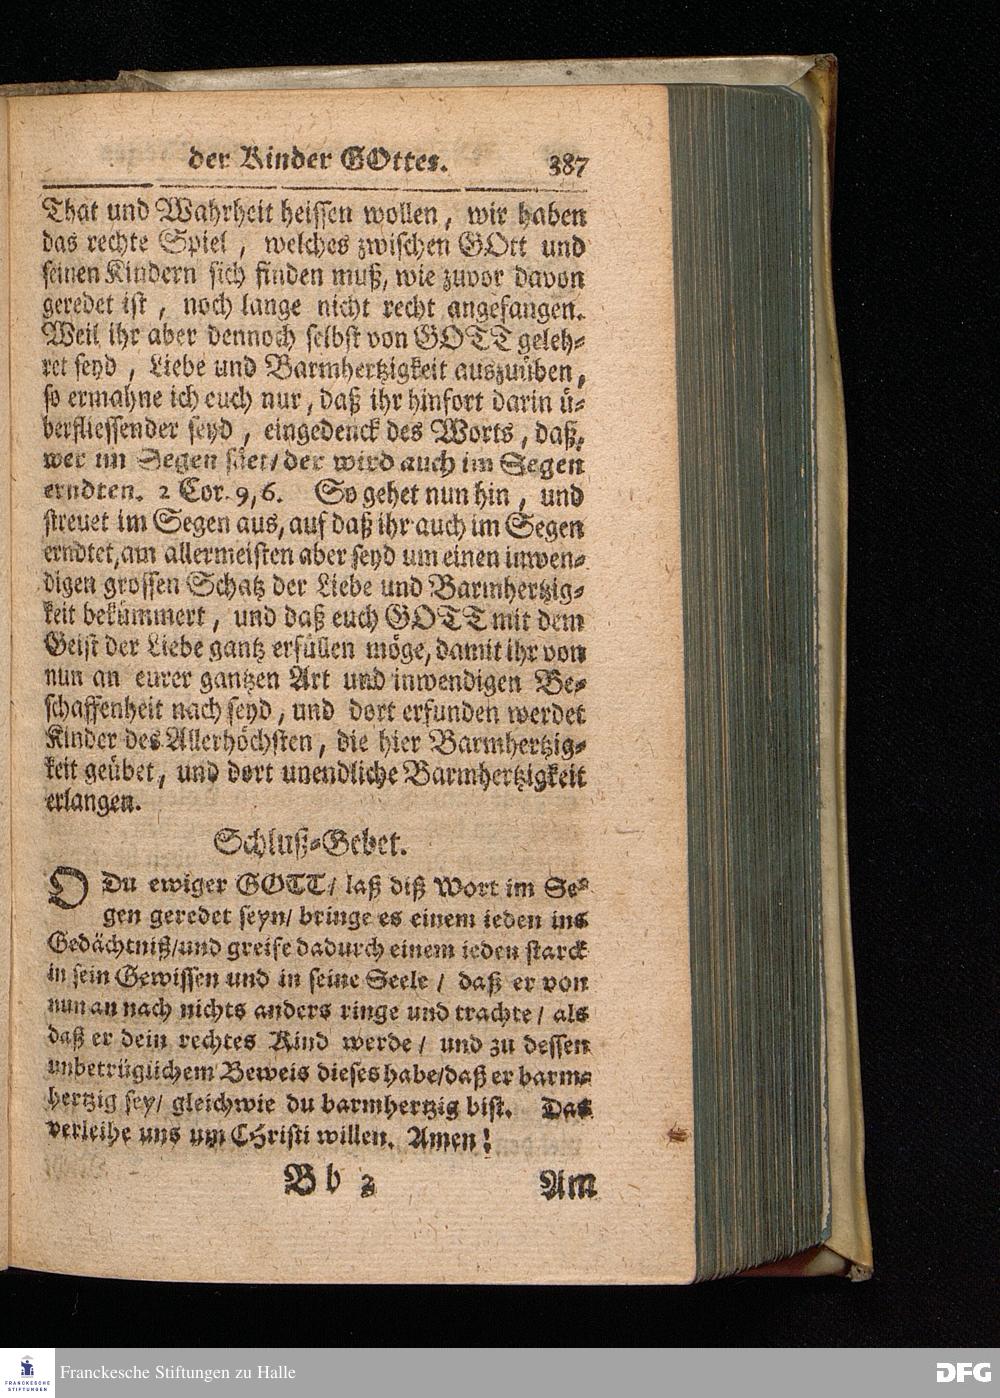 der Kinder GOttes. 387
That und Wahrheit heissen wollen, wir haben
das rechte Spiel, welches zwischen GOtt und
seinen Kindern sich finden muß, wie zuvor davon
geredet ist, noch lange nicht recht angefangen.
Weil ihr aber dennoch selbst von GOTT geleh-
ret seyd, Liebe und Barmhertzigkeit auszuüben,
so ermahne ich euch nur, daß ihr hinfort darin ü-
berfliessender seyd, eingedenck des Worts, daß,
wer im Segen säet/ der wird auch im Segen
erndten. 2 Cor. 9, 6. So gehet nun hin, und
streuet im Segen aus, auf daß ihr auch im Segen
erndtet, am allermeisten aber seyd um einen inwen-
digen grossen Schatz der Liebe und Barmhertzig-
keit bekümmert, und daß euch GOTT mit dem
Geist der Liebe gantz erfüllen möge, damit ihr von
nun an eurer gantzen Art und inwendigen Be-
schaffenheit nach seyd, und dort erfunden werdet
Kinder des Allerhöchsten, die hier Barmhertzig-
keit geübet, und dort unendliche Barmhertzigkeit
erlangen.
Schluß-Gebet.
O Du ewiger GOTT/ laß diß Wort im Se-
gen geredet seyn/ bringe es einem ieden ins
Gedächtniß/ und greife dadurch einem ieden starck
in sein Gewissen und in seine Seele/ daß er von
nun an nach nichts anders ringe und trachte/ als
daß er dein rechtes Kind werde/ und zu dessen
unbetrüglichem Beweis dieses habe/ daß er barm-
hertzig sey/ gleichwie du barmhertzig bist. Das
verleihe uns um CHristi willen. Amen!
Bb 2 Am
FRANCKESCHE
STIFTUNGEN
Franckesche Stiftungen zu Halle
DFG